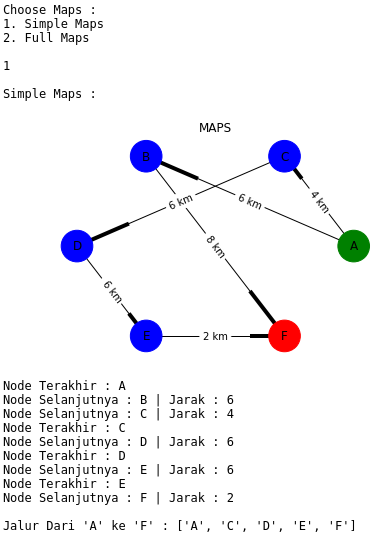 Choose Maps :
1. Simple Maps
2. Full Maps
1
Simple Maps :
MAPS
B
C
6 km
6 km
4 km
D
8 km
A
6 km
E
2 km
F
Node Terakhir : A
Node Selanjutnya : B | Jarak : 6
Node Selanjutnya : C | Jarak : 4
Node Terakhir : C
Node Selanjutnya : D | Jarak : 6
Node Terakhir : D
Node Selanjutnya : E | Jarak : 6
Node Terakhir : E
Node Selanjutnya : F | Jarak : 2
Jalur Dari 'A' ke 'F' : ['A', 'C', 'D', 'E', 'F']